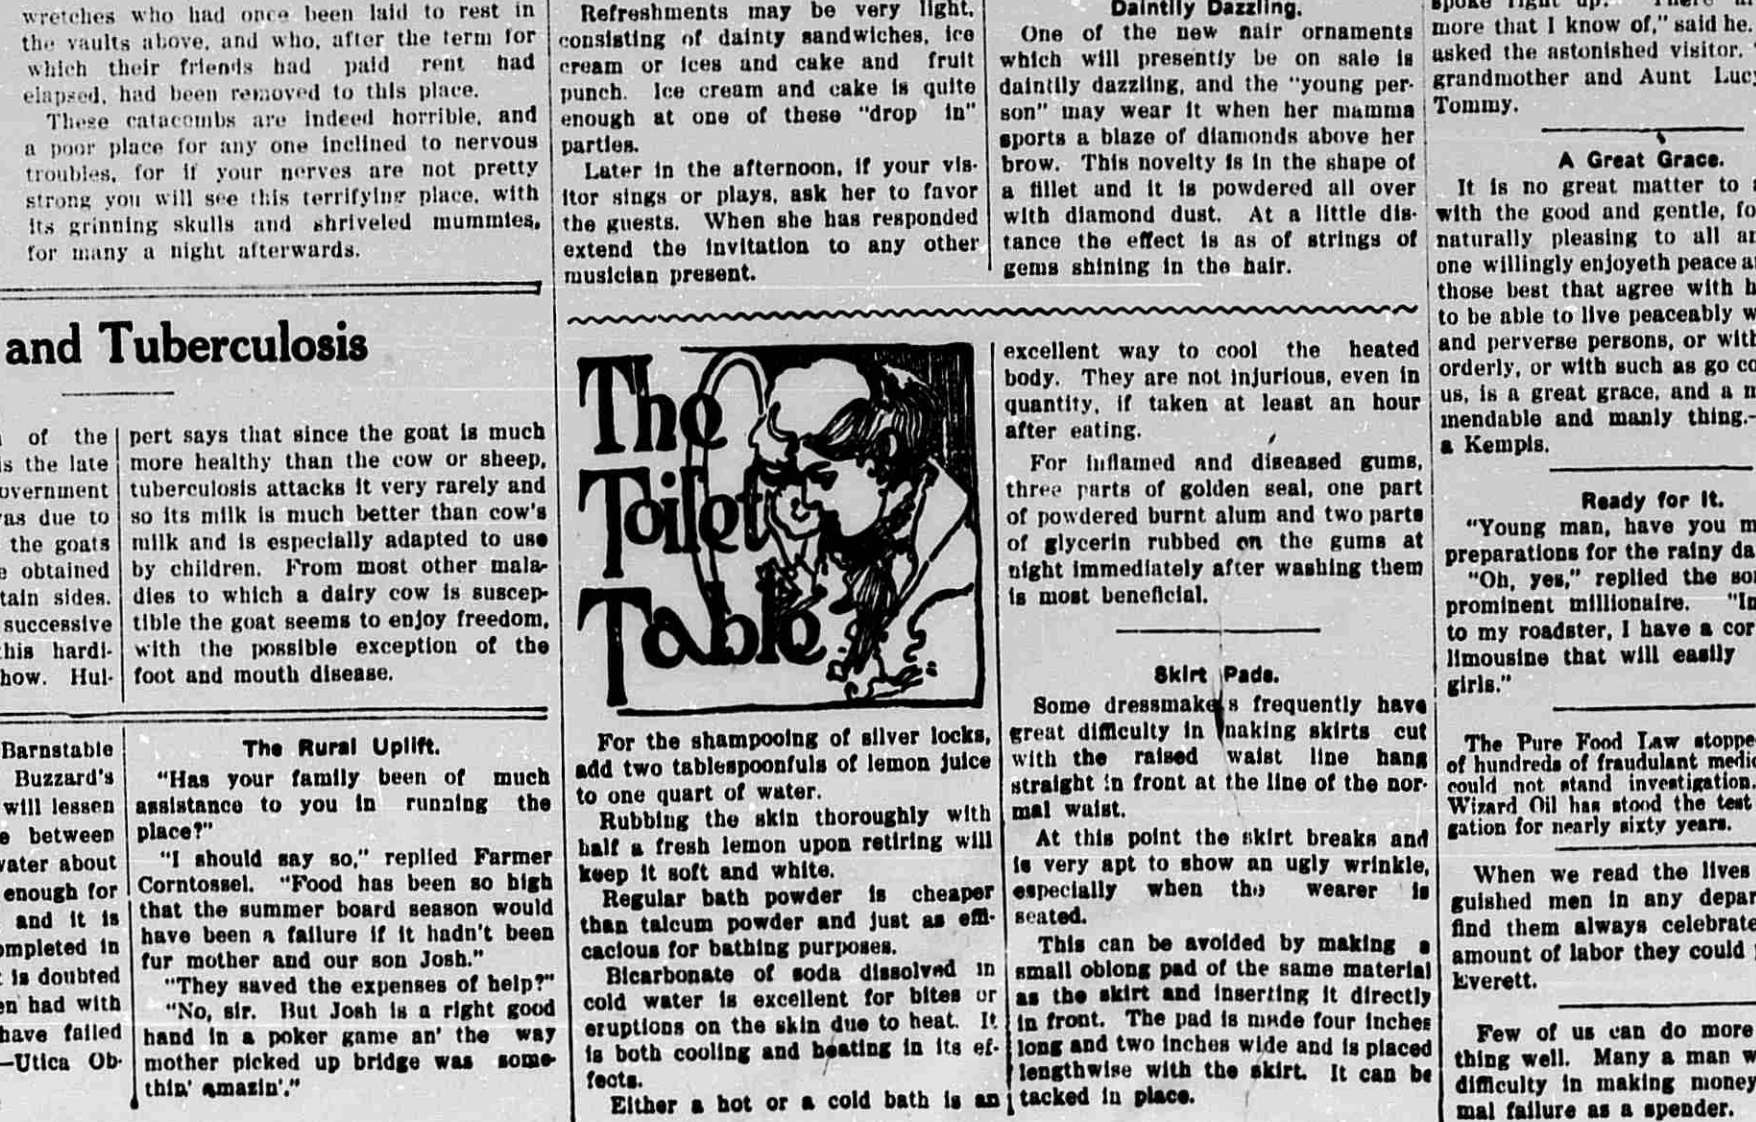 wretches who had once been laid to rest in
the vaults above, and who, after the term for
which their friends had paid rent had
elapsed, had been removed to this place.
These catacombs are indeed horrible, and
a poor place for any one inclined to nervous
troubles, for if your nerves are not pretty
strong you will see this terrifying place, with
its grinning skulls and shriveled mummies,
for many a night afterwards.
and Tuberculosis
of the
is the late
overnment
as due to
the goats
obtained
tain sides.
successive
this hardi-
how. Hul-
pert says that since the goat is much
more healthy than the cow or sheep,
tuberculosis attacks it very rarely and
so its milk is much better than cow's
milk and is especially adapted to use
by children. From most other mala-
dies to which a dairy cow is suscep-
tible the goat seems to enjoy freedom,
with the possible exception of the
foot and mouth disease.
Barnstable
Buzzard's
will lessen
e between
water about
enough for
and it is
ompleted in
is doubted
en had with
have failed
—Utica Ob-
The Rural Uplift.
"Has your family been of much
assistance to you in running the
place?"
"I should say so," replied Farmer
Corntossel. "Food has been so high
that the summer board season would
have been a failure if it hadn't been
fur mother and our son Josh."
"They saved the expenses of help?"
"No, sir. But Josh is a right good
hand in a poker game an' the way
mother picked up bridge was some-
thin' amazin'."
Refreshments may be very light,
consisting of dainty sandwiches, ice
cream or ices and cake and fruit
punch. Ice cream and cake is quite
enough at one of these "drop in"
parties.
Later in the afternoon, if your vis-
itor sings or plays, ask her to favor
the guests. When she has responded
extend the invitation to any other
musician present.
Daintily Dazzling.
One of the new hair ornaments
which will presently be on sale is
daintily dazzling, and the "young per-
son" may wear it when her mamma
sports a blaze of diamonds above her
brow. This novelty is in the shape of
a fillet and it is powdered all over
with diamond dust. At a little dis-
tance the effect is as of strings of
gems shining in the hair.
The
Toilet
Table
For the shampooing of silver locks,
add two tablespoonfuls of lemon juice
to one quart of water.
Rubbing the skin thoroughly with
half a fresh lemon upon retiring will
keep it soft and white.
Regular bath powder is cheaper
than talcum powder and just as effi-
cacious for bathing purposes.
Bicarbonate of soda dissolved in
cold water is excellent for bites or
eruptions on the skin due to heat. It
is both cooling and heating in its ef-
fects.
Either a hot or a cold bath is an
excellent way to cool the heated
body. They are not injurious, even in
quantity, if taken at least an hour
after eating.
For inflamed and diseased gums,
three parts of golden seal, one part
of powdered burnt alum and two parts
of glycerin rubbed on the gums at
night immediately after washing them
is most beneficial.
Skirt Pads.
Some dressmakers frequently have
great difficulty in making skirts cut
with the raised waist line hang
straight in front at the line of the nor-
mal waist.
At this point the skirt breaks and
is very apt to show an ugly wrinkle,
especially when the wearer is
seated.
This can be avoided by making a
small oblong pad of the same material
as the skirt and inserting it directly
in front. The pad is made four inches
long and two inches wide and is placed
lengthwise with the skirt. It can be
tacked in place.
more that I know of," said he.
asked the astonished visitor.
grandmother and Aunt Lucy
Tommy.
A Great Grace.
It is no great matter to
with the good and gentle, fo
naturally pleasing to all an
one willingly enjoyeth peace a
those best that agree with h
to be able to live peaceably w
and perverse persons, or with
orderly, or with such as go co
us, is a great grace, and a m
mendable and manly thing.—
a Kempis.
Ready for It.
"Young man, have you m
preparations for the rainy da
"Oh, yes," replied the so
prominent millionaire. "In
to my roadster, I have a cor
limousine that will easily
girls."
The Pure Food Law stoppe
of hundreds of fraudulent medic
could not stand investigation.
Wizard Oil has stood the test
gation for nearly sixty years.
When we read the lives
guished men in any depar
find them always celebrate
amount of labor they could
Everett.
Few of us can do more
thing well. Many a man w
difficulty in making money
mal failure as a spender.